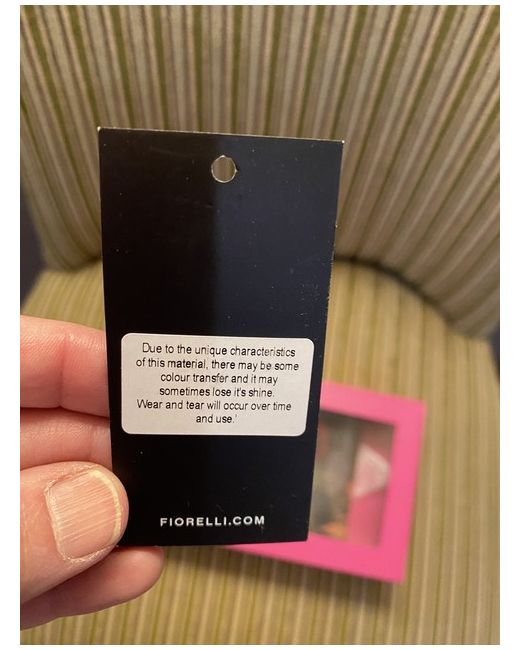 Due to the unique characteristics
of this material, there may be some
colour transfer and it may
sometimes lose it's shine.
Wear and tear will occur over time
and use.'
FIORELLI.COM